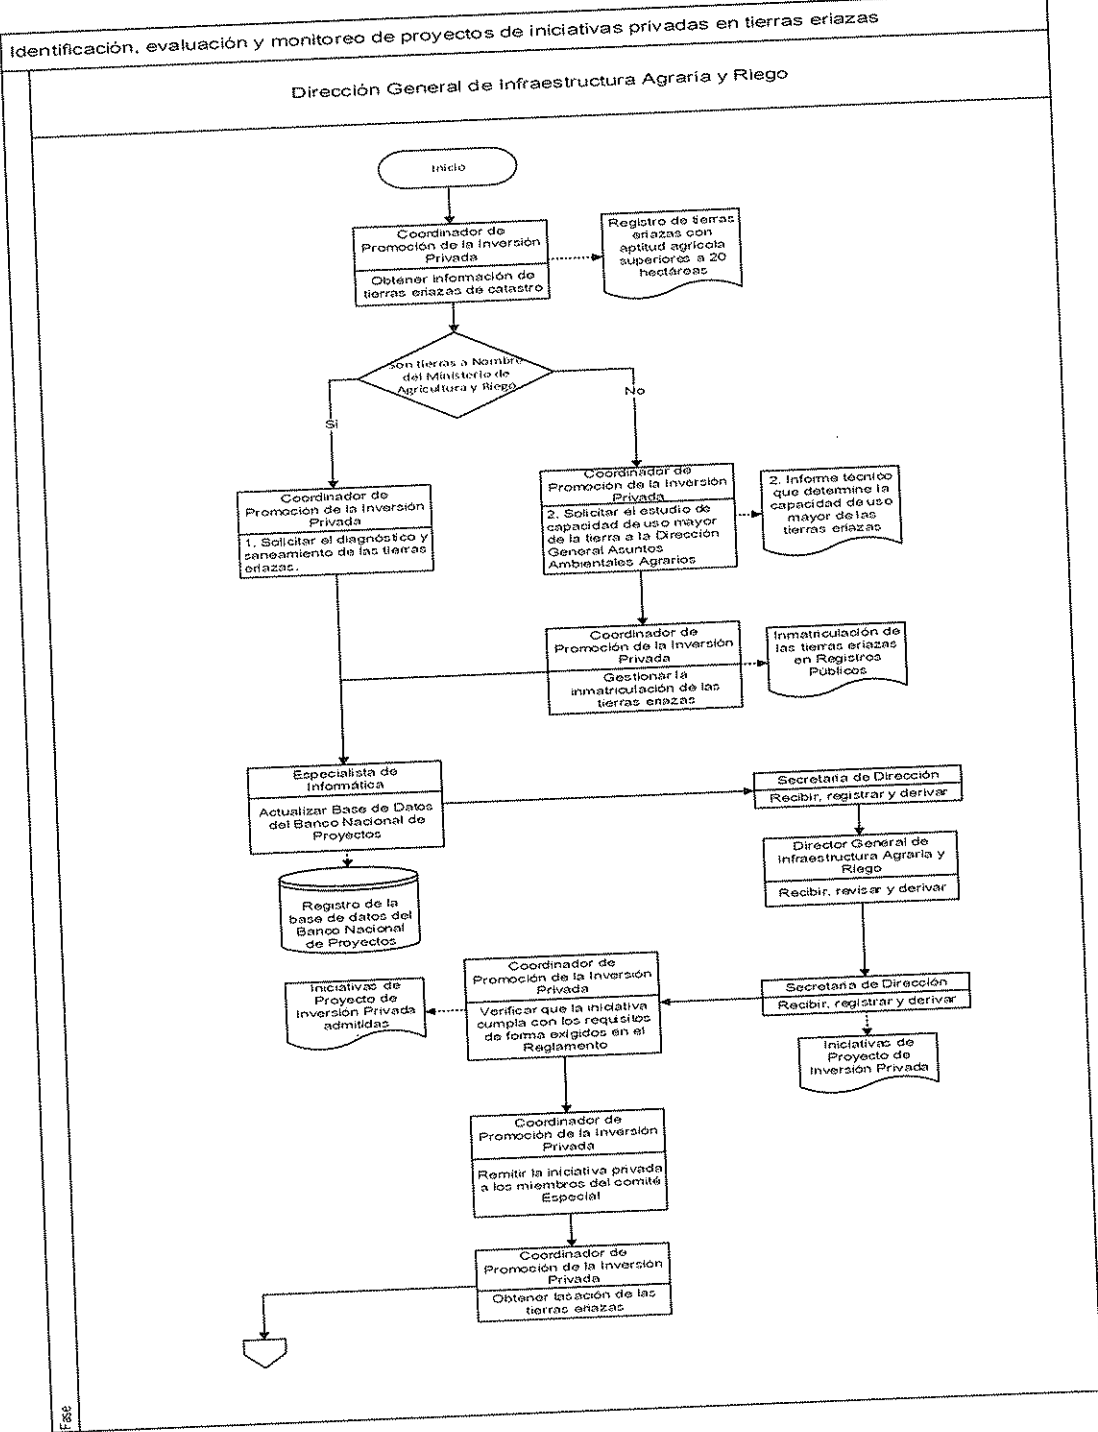 Identificación, evaluación y monitoreo de proyectos de iniciativas privadas en tierras eriazas
Dirección General de Infraestructura Agraria y Riego
Inicio
Coordinador de
Promoción de la Inversión
Privada
Obtener información de
tierras eriazas de catastro
Registro de tierras
eriazas con
aptitud agrícola
superiores a 20
hectáreas
Son tierras a Nombre
del Ministerio de
Agricultura y Riego
Si
No
Coordinador de
Promoción de la Inversión
Privada
1. Solicitar el diagnóstico y
saneamiento de las tierras
eriazas.
Coordinador de
Promoción de la Inversión
Privada
2. Solicitar el estudio de
capacidad de uso mayor
de la tierra a la Dirección
General Asuntos
Ambientales Agrarios
2. Informe técnico
que determine la
capacidad de uso
mayor de las
tierras eriazas
Coordinador de
Promoción de la Inversión
Privada
Gestionar la
inmatriculación de las
tierras eriazas
Inmatriculación de
las tierras eriazas
en Registros
Públicos
Especialista de
Informática
Actualizar Base de Datos
del Banco Nacional de
Proyectos
Registro de la
base de datos del
Banco Nacional
de Proyectos
Secretaria de Dirección
Recibir, registrar y derivar
Director General de
Infraestructura Agraria y
Riego
Recibir, revisar y derivar
Secretaria de Dirección
Recibir, registrar y derivar
Iniciativas de
Proyecto de
Inversión Privada
Coordinador de
Promoción de la Inversión
Privada
Verificar que la iniciativa
cumpla con los requisitos
de forma exigidos en el
Reglamento
Iniciativas de
Proyecto de
Inversión Privada
admitidas
Coordinador de
Promoción de la Inversión
Privada
Remitir la iniciativa privada
a los miembros del comité
Especial
Coordinador de
Promoción de la Inversión
Privada
Obtener tasación de las
tierras eriazas
Fase